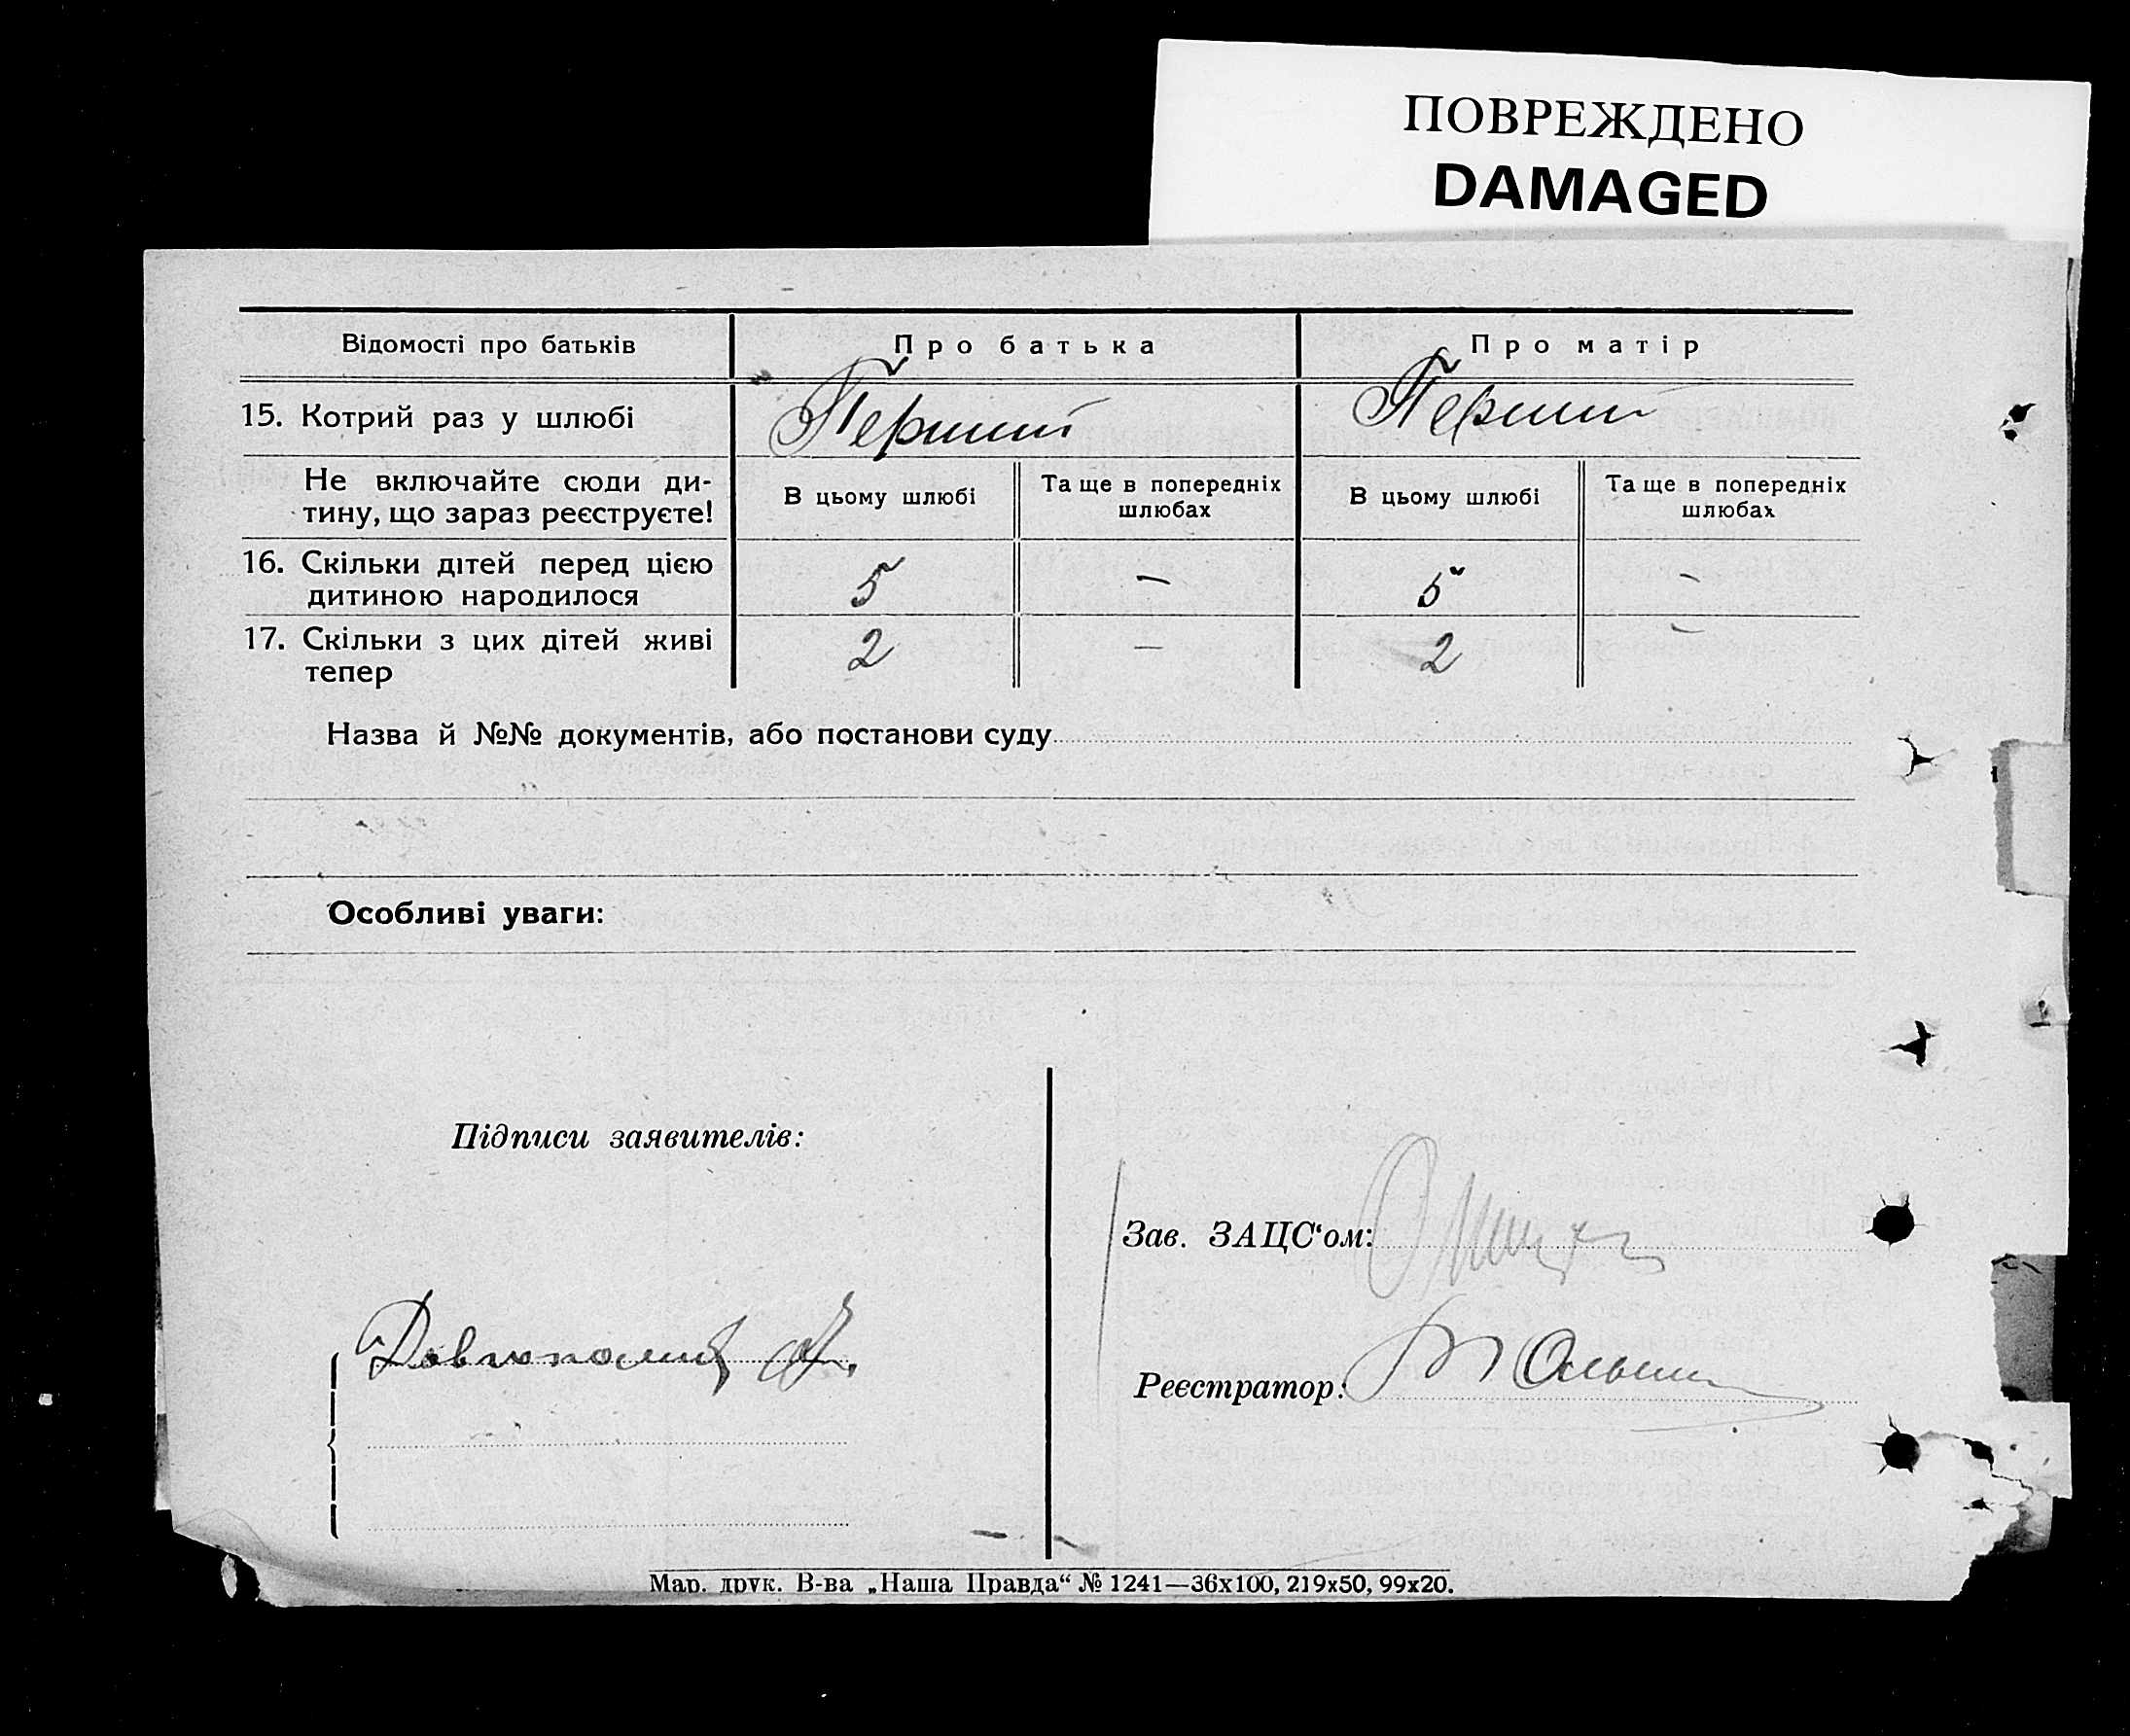 ПОВРЕЖДЕНО
DAMAGED
Відомості про батьків Про батька Про матір
15. Котрий раз у шлюбі Перший Перший
Не включайте сюди ди-
тину, що зараз реєструєте!
В цьому шлюбі Та ще в попередніх шлюбах В цьому шлюбі Та ще в попередніх шлюбах
16. Скільки дітей перед цією
дитиною народилося 5 — 5 —
17. Скільки з цих дітей живі
тепер 2 — 2 —
Назва й №№ документів, або постанови суду
Особливі уваги:
Підписи заявителів:
Зав. ЗАЦС'ом:
Реєстратор:
Мар. друк. В-ва „Наша Правда“ № 1241—36х100, 219х50, 99х20.